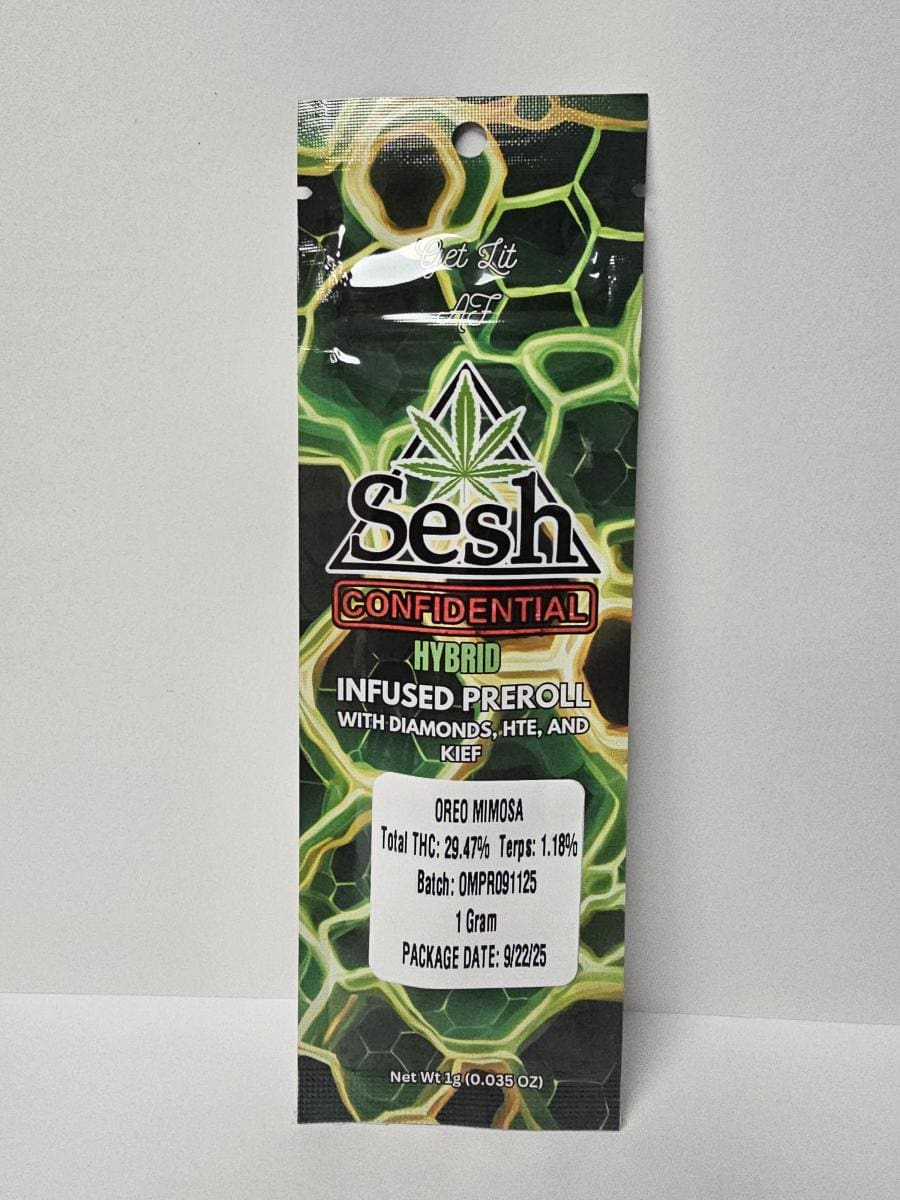 Get Lit
AF
Sesh
CONFIDENTIAL
HYBRID
INFUSED PREROLL
WITH DIAMONDS, HTE, AND
KIEF
OREO MIMOSA
Total THC: 29.47% Terps: 1.18%
Batch: OMPR091125
1 Gram
PACKAGE DATE: 9/22/25
Net Wt 1g (0.035 OZ)